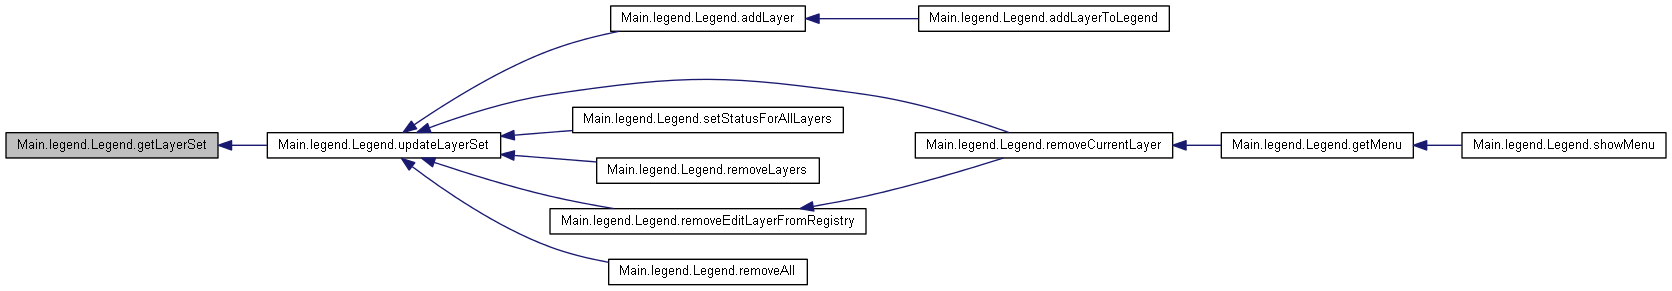 Main.legend.Legend.addLayer
Main.legend.Legend.addLayerToLegend
Main.legend.Legend.setStatusForAllLayers
Main.legend.Legend.getLayerSet
Main.legend.Legend.updateLayerSet
Main.legend.Legend.removeCurrentLayer
Main.legend.Legend.getMenu
Main.legend.Legend.showMenu
Main.legend.Legend.removeLayers
Main.legend.Legend.removeEditLayerFromRegistry
Main.legend.Legend.removeAll